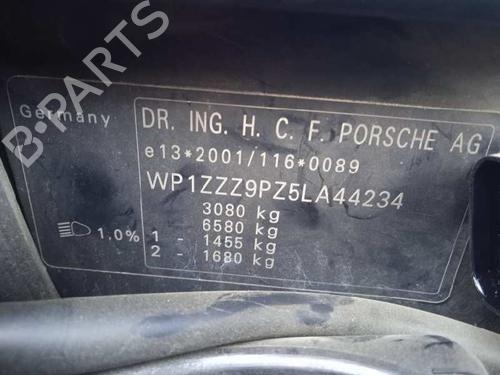 Germany
DR. ING. H. C. F. PORSCHE AG
e13*2001/116*0089
WP1ZZZ9PZ5LA44234
3080 kg
6580 kg
1,0% 1 - 1455 kg
2 - 1680 kg
B-PARTS